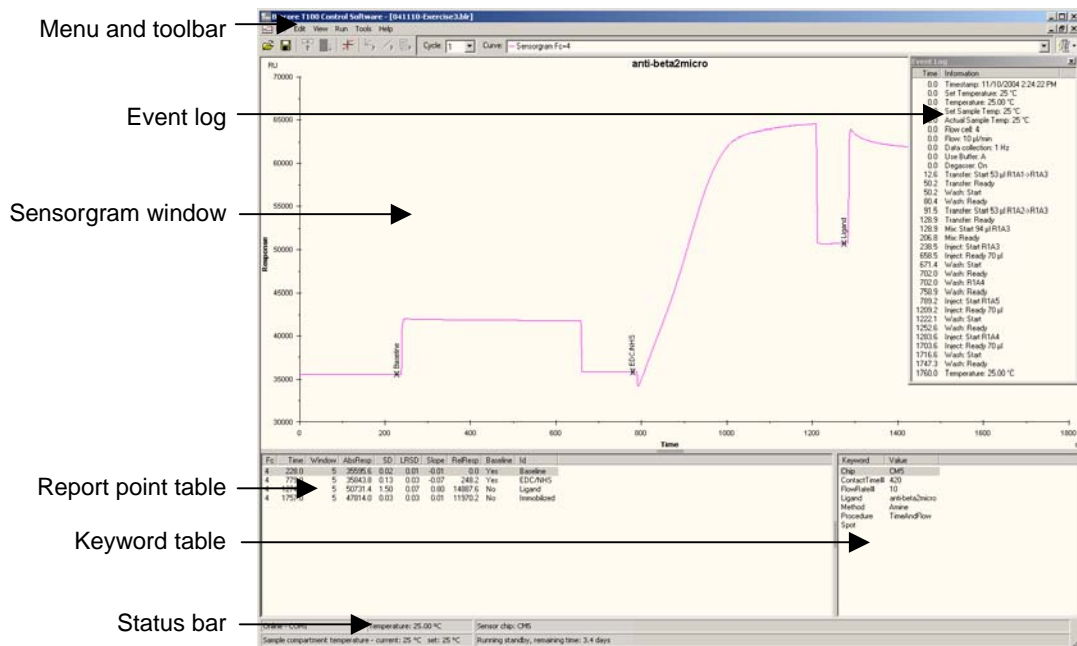 Menu and toolbar
Event log
Sensorgram window
Report point table
Keyword table
Status bar
Biacore T100 Control Software - [041110-Exercise3.blr]
Edit View Run Tools Help
Cycle: 1 Curve: Sensorgram Fc=4
anti-beta2micro
RU
70000
65000
60000
55000
50000
45000
40000
35000
30000
Response
0 200 400 600 800 1000 1200 1400 1600 1800
Time
Baseline
EDC/NHS
Ligand
Event Log
Time Information
0.0 Timestamp: 11/10/2004 2:24:22 PM
0.0 Set Temperature: 25 °C
0.0 Temperature: 25.00 °C
Set Sample Temp: 25 °C
0.0 Actual Sample Temp: 25 °C
0.0 Flow cell: 4
0.0 Flow: 10 µl/min
0.0 Data collection: 1 Hz
0.0 Use Buffer: A
0.0 Degasser: On
12.6 Transfer: Start 53 µl R1A1->R1A3
50.2 Transfer: Ready
50.2 Wash: Start
80.4 Wash: Ready
91.5 Transfer: Start 53 µl R1A2->R1A3
128.9 Transfer: Ready
128.9 Mix: Start 94 µl R1A3
206.8 Mix: Ready
238.5 Inject: Start R1A3
658.5 Inject: Ready 70 µl
671.4 Wash: Start
702.0 Wash: Ready
702.0 Wash: R1A4
758.9 Wash: Ready
789.2 Inject: Start R1A5
1209.2 Inject: Ready 70 µl
1222.1 Wash: Start
1252.6 Wash: Ready
1283.6 Inject: Start R1A4
1703.6 Inject: Ready 70 µl
1716.6 Wash: Start
1747.3 Wash: Ready
1760.0 Temperature: 25.00 °C
Fc Time Window AbsResp SD LRSD Slope RelResp Baseline Id
4 228.0 5 35595.6 0.02 0.01 -0.01 0.0 Yes Baseline
4 5 35843.8 0.13 0.03 -0.07 248.2 Yes EDC/NHS
4 5 50731.4 1.50 0.07 0.80 14887.6 No Ligand
4 5 47814.0 0.03 0.03 0.01 11970.2 No Immobilized
Keyword Value
Chip CM5
ContactTime# 420
FlowRate# 10
Ligand anti-beta2micro
Method Amine
Procedure TimeAndFlow
Spot
Online - COM5 Temperature: 25.00 °C Sensor chip: CM5
Sample compartment temperature - current: 25 °C set: 25 °C Running standby, remaining time: 3.4 days